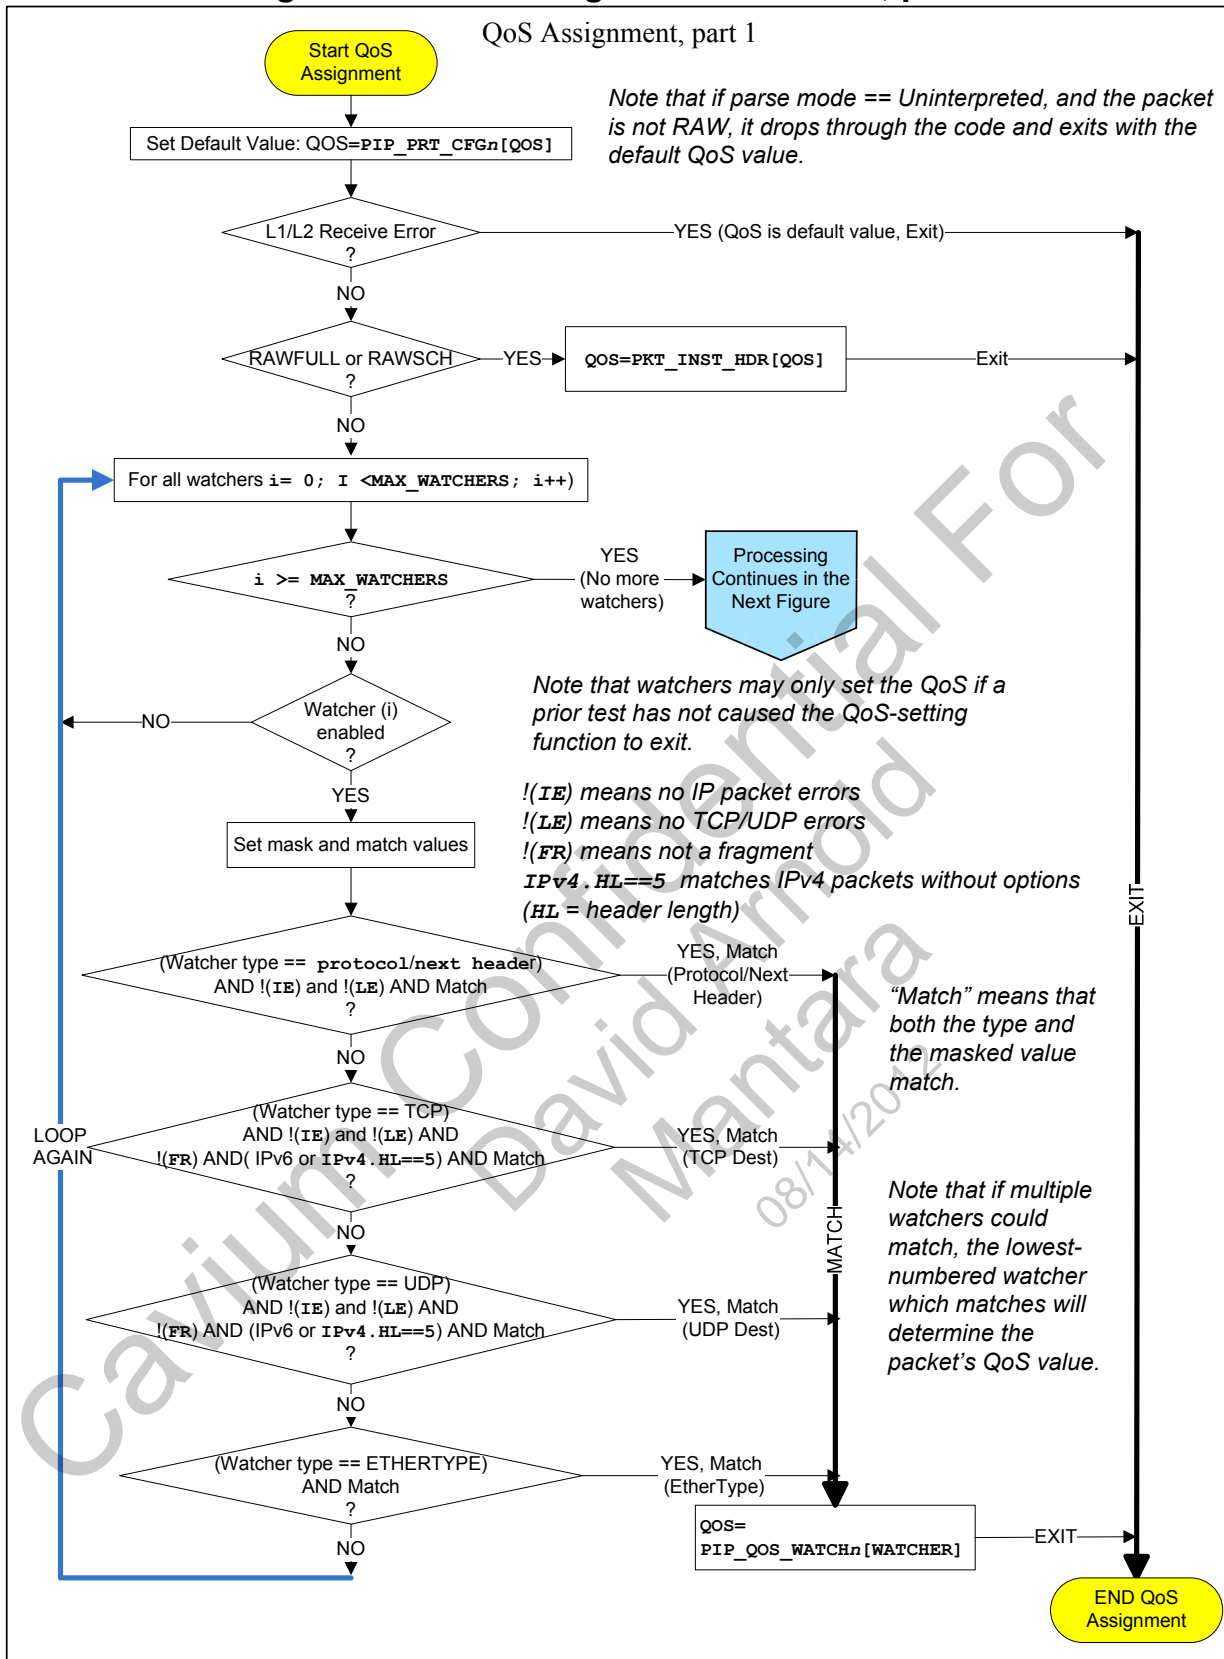 QoS Assignment, part 1
Start QoS
Assignment
Note that if parse mode == Uninterpreted, and the packet
is not RAW, it drops through the code and exits with the
default QoS value.
Set Default Value: QOS=PIP_PRT_CFGn[QOS]
L1/L2 Receive Error
?
YES (QoS is default value, Exit)
NO
RAWFULL or RAWSCH
?
YES
QOS=PKT_INST_HDR[QOS]
Exit
NO
For all watchers i= 0; I <MAX_WATCHERS; i++)
i >= MAX_WATCHERS
?
YES
(No more
watchers)
Processing
Continues in the
Next Figure
NO
Note that watchers may only set the QoS if a
prior test has not caused the QoS-setting
function to exit.
Watcher (i)
enabled
?
NO
YES
!(IE) means no IP packet errors
!(LE) means no TCP/UDP errors
!(FR) means not a fragment
IPv4.HL==5 matches IPv4 packets without options
(HL = header length)
Set mask and match values
EXIT
(Watcher type == protocol/next header)
AND !(IE) and !(LE) AND Match
?
YES, Match
(Protocol/Next
Header)
"Match" means that
both the type and
the masked value
match.
NO
(Watcher type == TCP)
AND !(IE) and !(LE) AND
!(FR) AND( IPv6 or IPv4.HL==5) AND Match
?
YES, Match
(TCP Dest)
LOOP
AGAIN
NO
MATCH
Note that if multiple
watchers could
match, the lowest-
numbered watcher
which matches will
determine the
packet's QoS value.
(Watcher type == UDP)
AND !(IE) and !(LE) AND
!(FR) AND (IPv6 or IPv4.HL==5) AND Match
?
YES, Match
(UDP Dest)
NO
(Watcher type == ETHERTYPE)
AND Match
?
YES, Match
(EtherType)
NO
QOS=
PIP_QOS_WATCHn[WATCHER]
EXIT
END QoS
Assignment
Cavium Confidential For
David Arnold
Mantara
08/14/2012